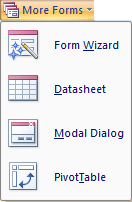 More Forms
Form Wizard
Datasheet
Modal Dialog
PivotTable